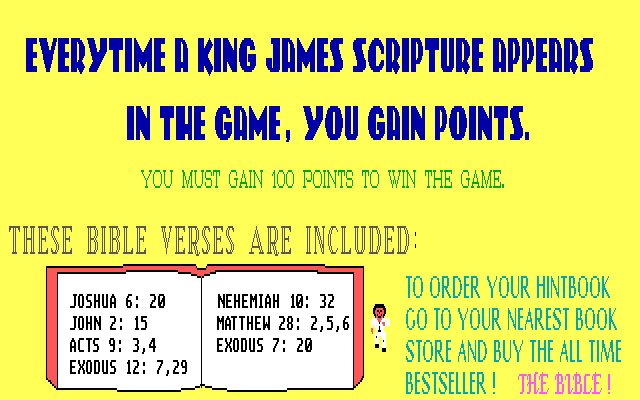 EVERYTIME A KING JAMES SCRIPTURE APPEARS
IN THE GAME, YOU GAIN POINTS.
YOU MUST GAIN 100 POINTS TO WIN THE GAME.
THESE BIBLE VERSES ARE INCLUDED:
JOSHUA 6: 20
JOHN 2: 15
ACTS 9: 3,4
EXODUS 12: 7,29
NEHEMIAH 10: 32
MATTHEW 28: 2,5,6
EXODUS 7: 20
TO ORDER YOUR HINTBOOK
GO TO YOUR NEAREST BOOK
STORE AND BUY THE ALL TIME
BESTSELLER! THE BIBLE!